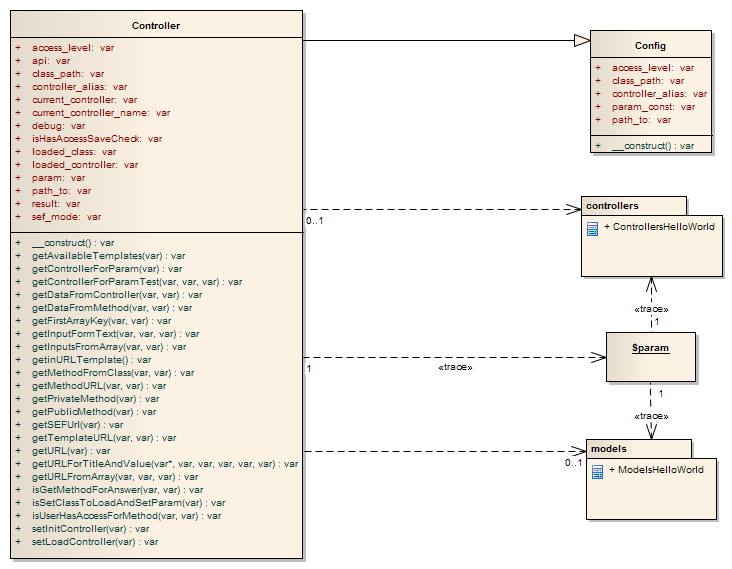 Controller
+ access_level: var
+ api: var
+ class_path: var
+ controller_alias: var
+ current_controller: var
+ current_controller_name: var
+ debug: var
+ isHasAccessSaveCheck: var
+ loaded_class: var
+ loaded_controller: var
+ param: var
+ path_to: var
+ result: var
+ sef_mode: var
+ __construct() : var
+ getAvailableTemplates(var) : var
+ getControllerForParam(var) : var
+ getControllerForParamTest(var, var, var) : var
+ getDataFromController(var, var) : var
+ getDataFromMethod(var, var) : var
+ getFirstArrayKey(var, var) : var
+ getInputFormText(var, var, var) : var
+ getInputsFromArray(var, var) : var
+ getinURLTemplate() : var
+ getMethodFromClass(var, var) : var
+ getMethodURL(var, var) : var
+ getPrivateMethod(var) : var
+ getPublicMethod(var) : var
+ getSEFUrl(var, var) : var
+ getTemplateURL(var, var) : var
+ getURL(var) : var
+ getURLForTitleAndValue(var*, var, var, var, var, var) : var
+ getURLFromArray(var, var, var) : var
+ isGetMethodForAnswer(var, var) : var
+ isSetClassToLoadAndSetParam(var) : var
+ isUserHasAccessForMethod(var, var) : var
+ setInitController(var) : var
+ setLoadController(var) : var
Config
+ access_level: var
+ class_path: var
+ controller_alias: var
+ param_const: var
+ path_to: var
+ __construct() : var
controllers
+ ControllersHelloWorld
0..1
«trace»
1
$param
1
«trace»
1
«trace»
models
+ ModelsHelloWorld
0..1